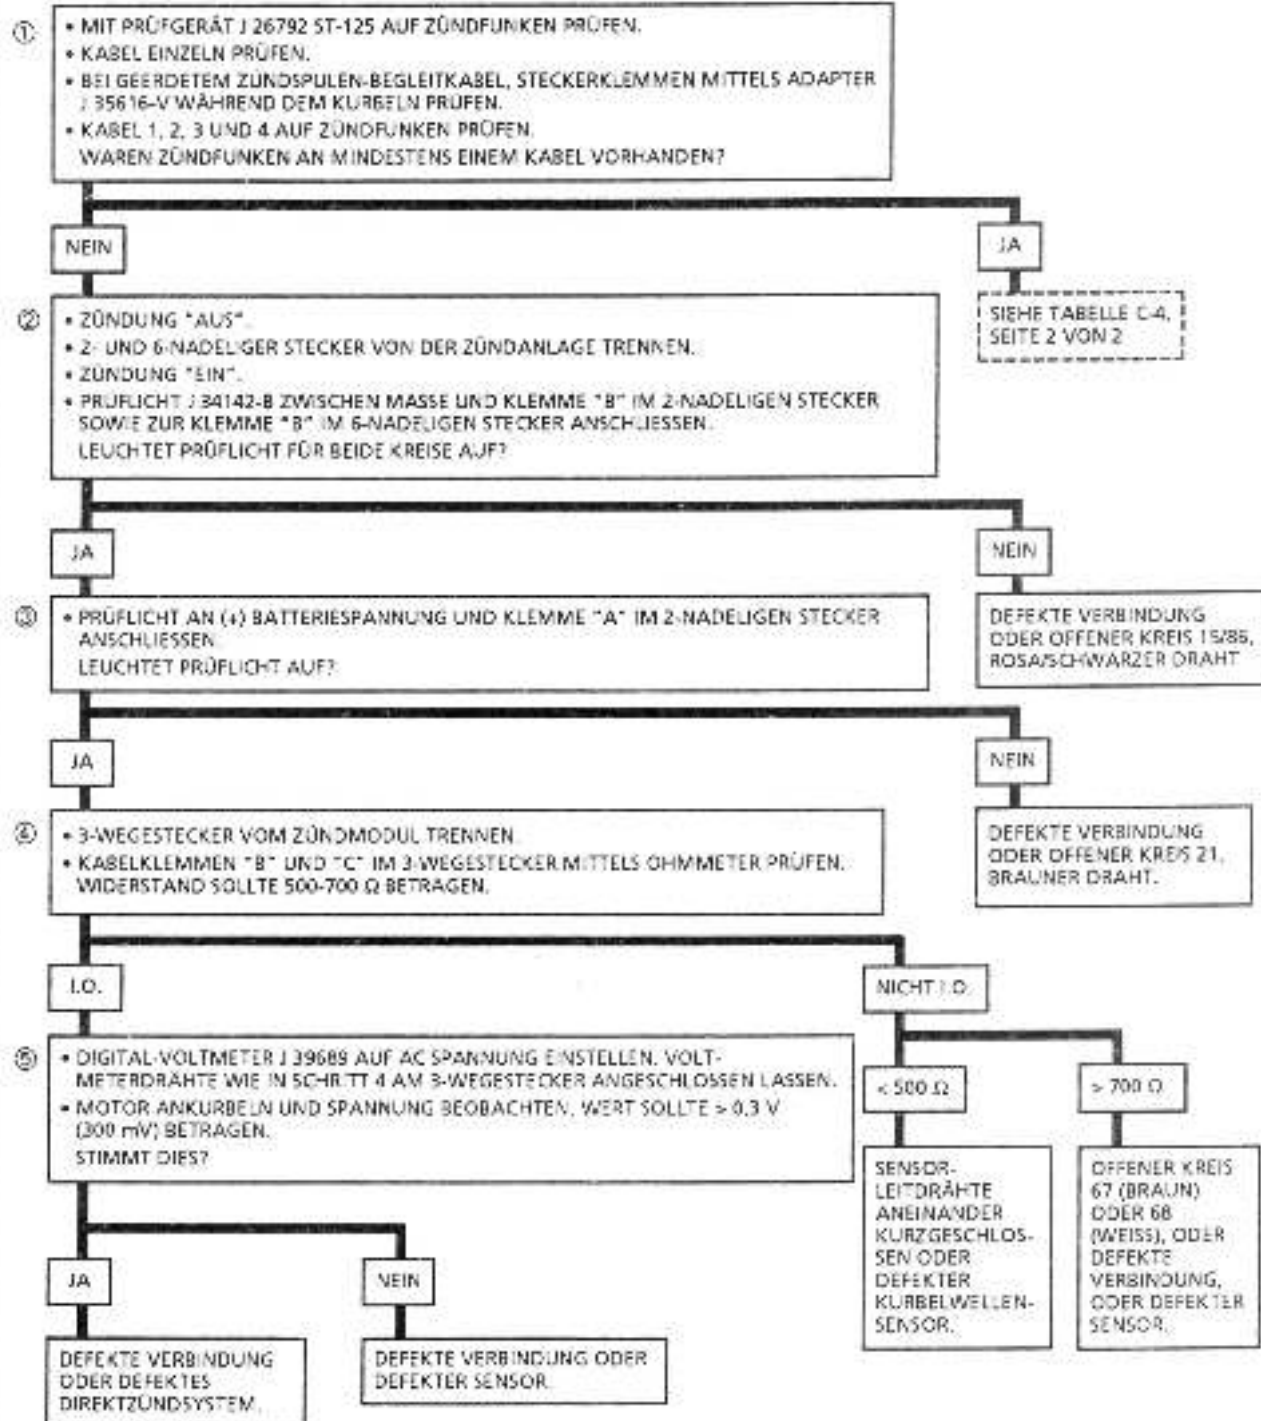 ①
• MIT PRÜFGERÄT J 26792 ST-125 AUF ZÜNDFUNKEN PRÜFEN.
• KABEL EINZELN PRÜFEN.
• BEI GEERDETEM ZÜNDSPULEN-BEGLEITKABEL, STECKERKLEMMEN MITTELS ADAPTER
J 35616-V WÄHREND DEM KURBELN PRÜFEN.
• KABEL 1, 2, 3 UND 4 AUF ZÜNDFUNKEN PRÜFEN.
WAREN ZÜNDFUNKEN AN MINDESTENS EINEM KABEL VORHANDEN?
NEIN
JA
SIEHE TABELLE C-4,
SEITE 2 VON 2
②
• ZÜNDUNG "AUS".
• 2- UND 6-NADELIGER STECKER VON DER ZÜNDANLAGE TRENNEN.
• ZÜNDUNG "EIN".
• PRÜFLICHT J 34142-B ZWISCHEN MASSE UND KLEMME "B" IM 2-NADELIGEN STECKER
SOWIE ZUR KLEMME "B" IM 6-NADELIGEN STECKER ANSCHLIESSEN.
LEUCHTET PRÜFLICHT FÜR BEIDE KREISE AUF?
JA
NEIN
DEFEKTE VERBINDUNG
ODER OFFENER KREIS 15/86,
ROSA/SCHWARZER DRAHT
③
• PRÜFLICHT AN (+) BATTERIESPANNUNG UND KLEMME "A" IM 2-NADELIGEN STECKER
ANSCHLIESSEN.
LEUCHTET PRÜFLICHT AUF?
JA
NEIN
DEFEKTE VERBINDUNG
ODER OFFENER KREIS 21,
BRAUNER DRAHT.
④
• 3-WEGESTECKER VOM ZÜNDMODUL TRENNEN.
• KABELKLEMMEN "B" UND "C" IM 3-WEGESTECKER MITTELS OHMMETER PRÜFEN.
WIDERSTAND SOLLTE 500-700 Ω BETRAGEN.
I.O.
NICHT I.O.
< 500 Ω
> 700 Ω
SENSOR-
LEITDRÄHTE
ANEINANDER
KURZGESCHLOS-
SEN ODER
DEFEKTER
KURBELWELLEN-
SENSOR.
OFFENER KREIS
67 (BRAUN)
ODER 68
(WEISS), ODER
DEFEKTE
VERBINDUNG,
ODER DEFEKTER
SENSOR.
⑤
• DIGITAL-VOLTMETER J 39689 AUF AC SPANNUNG EINSTELLEN. VOLT-
METERDRÄHTE WIE IN SCHRITT 4 AM 3-WEGESTECKER ANGESCHLOSSEN LASSEN.
• MOTOR ANKURBELN UND SPANNUNG BEOBACHTEN. WERT SOLLTE > 0,3 V
(300 mV) BETRAGEN.
STIMMT DIES?
JA
NEIN
DEFEKTE VERBINDUNG
ODER DEFEKTES
DIREKTZÜNDSYSTEM.
DEFEKTE VERBINDUNG ODER
DEFEKTER SENSOR.